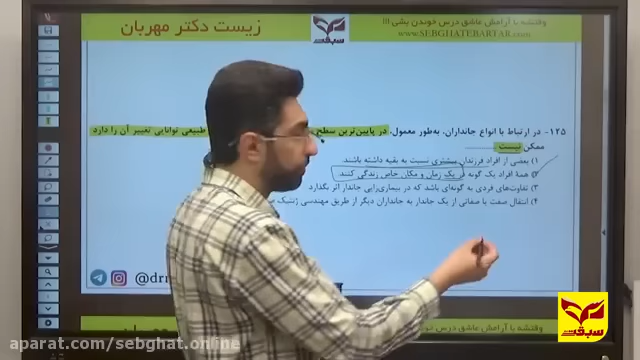 وقتشه با آرامش عاشق درس خوندن بشی !!!
www.SEBGHATEBARTAR.com
سبقت
زیست دکتر مهربان
۱۲۵- در ارتباط با انواع جانداران، به‌طور معمول، در پایین‌ترین سطح طبیعی توانایی تغییر آن را دارد
ممکن نیست
۱) بعضی از افراد فرزندان بیشتری نسبت به بقیه داشته باشند
۲) همهٔ افراد یک گونه در یک زمان و مکان خاص زندگی کنند.
۳) تفاوت‌های فردی به گونه‌ای باشد که در بیماری‌زایی جاندار اثر بگذارد
۴) انتقال صفت یا صفاتی از یک جاندار به جانداران دیگر از طریق مهندسی ژنتیک
@drm
وقتشه با آرامش عاشق درس خوندن بشی !!!
سبقت
aparat.com/sebghat.online